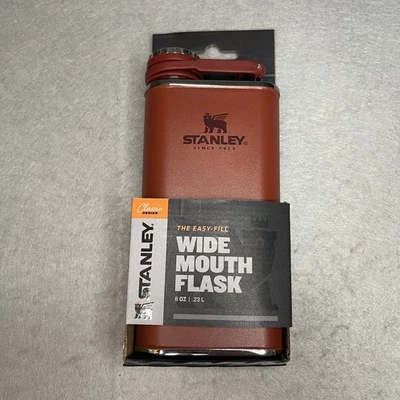 STANLEY®
SINCE 1913
Classic
SERIES
STANLEY
THE EASY-FILL
WIDE
MOUTH
FLASK
8 OZ | .23 L